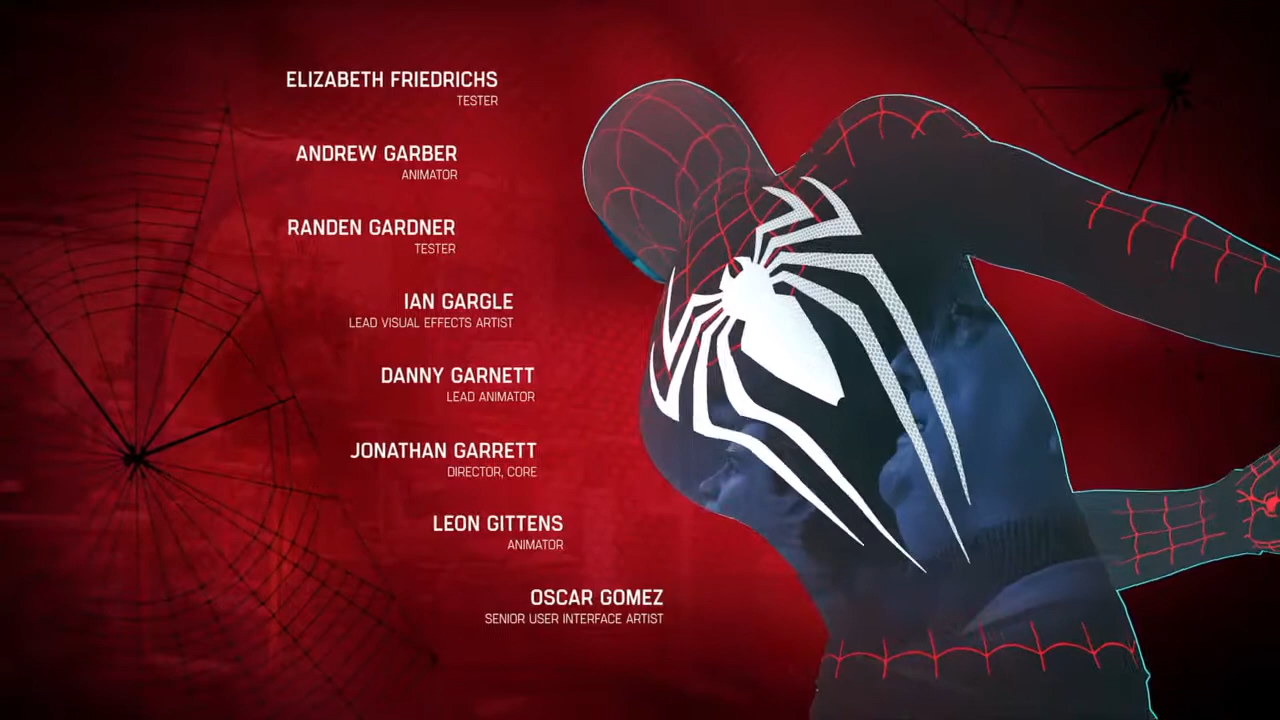 ELIZABETH FRIEDRICHS
TESTER
ANDREW GARBER
ANIMATOR
RANDEN GARDNER
TESTER
IAN GARGLE
LEAD VISUAL EFFECTS ARTIST
DANNY GARNETT
LEAD ANIMATOR
JONATHAN GARRETT
DIRECTOR, CORE
LEON GITTENS
ANIMATOR
OSCAR GOMEZ
SENIOR USER INTERFACE ARTIST